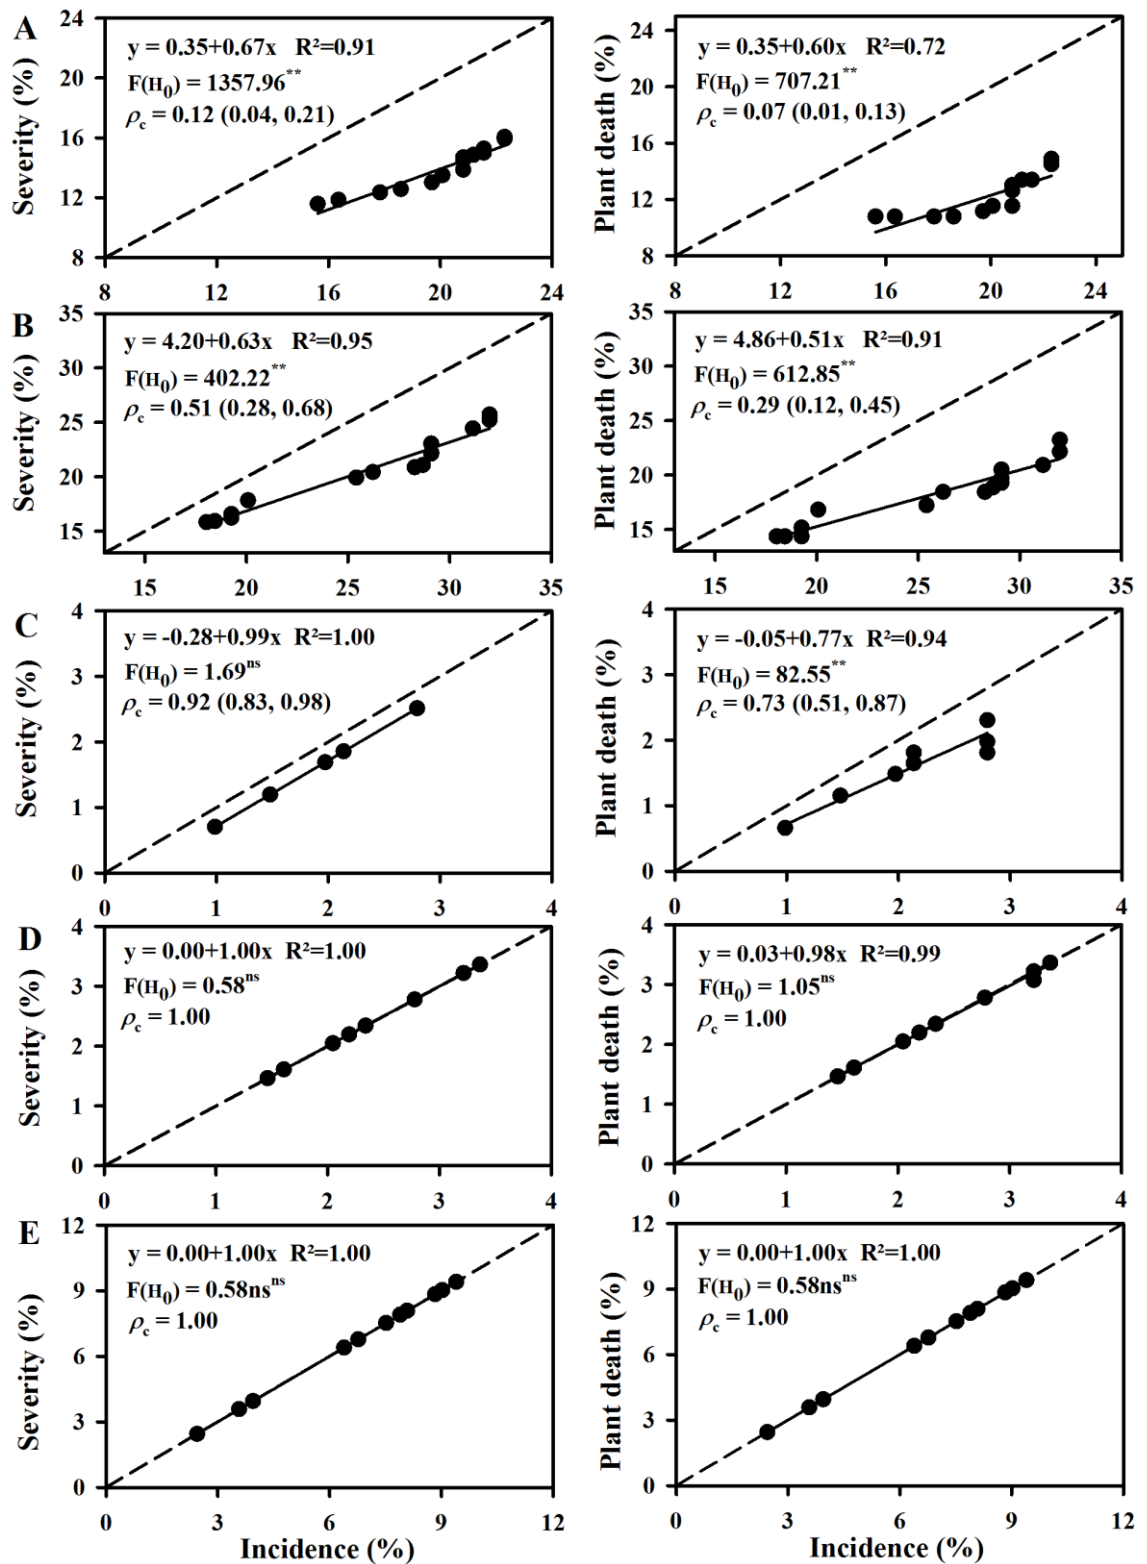 A
Severity (%)
24
20
16
12
8
y = 0.35+0.67x R²=0.91
F(H₀) = 1357.96**
ρc = 0.12 (0.04, 0.21)
8 12 16 20 24
Plant death (%)
24
20
16
12
8
y = 0.35+0.60x R²=0.72
F(H₀) = 707.21**
ρc = 0.07 (0.01, 0.13)
8 12 16 20 24
B
Severity (%)
35
30
25
20
15
y = 4.20+0.63x R²=0.95
F(H₀) = 402.22**
ρc = 0.51 (0.28, 0.68)
15 20 25 30 35
Plant death (%)
35
30
25
20
15
y = 4.86+0.51x R²=0.91
F(H₀) = 612.85**
ρc = 0.29 (0.12, 0.45)
15 20 25 30 35
C
Severity (%)
4
3
2
1
0
y = -0.28+0.99x R²=1.00
F(H₀) = 1.69ns
ρc = 0.92 (0.83, 0.98)
0 1 2 3 4
Plant death (%)
4
3
2
1
0
y = -0.05+0.77x R²=0.94
F(H₀) = 82.55**
ρc = 0.73 (0.51, 0.87)
0 1 2 3 4
D
Severity (%)
4
3
2
1
0
y = 0.00+1.00x R²=1.00
F(H₀) = 0.58ns
ρc = 1.00
0 1 2 3 4
Plant death (%)
4
3
2
1
0
y = 0.03+0.98x R²=0.99
F(H₀) = 1.05ns
ρc = 1.00
0 1 2 3 4
E
Severity (%)
12
9
6
3
0
y = 0.00+1.00x R²=1.00
F(H₀) = 0.58nsns
ρc = 1.00
0 3 6 9 12
Incidence (%)
Plant death (%)
12
9
6
3
0
y = 0.00+1.00x R²=1.00
F(H₀) = 0.58nsns
ρc = 1.00
0 3 6 9 12
Incidence (%)